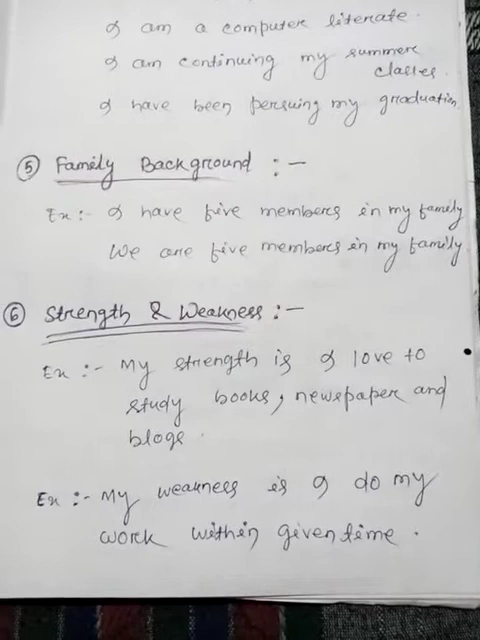 I am a computer literate.
I am continuing my summer
classes.
I have been persuing my graduation
⑤ Family Background :-
Ex :- I have five members in my family
We are five members in my family.
⑥ Strength & Weakness :-
Ex :- My strength is I love to
study books, newspaper and
blogs.
Ex :- My weakness is I do my
work within given time.